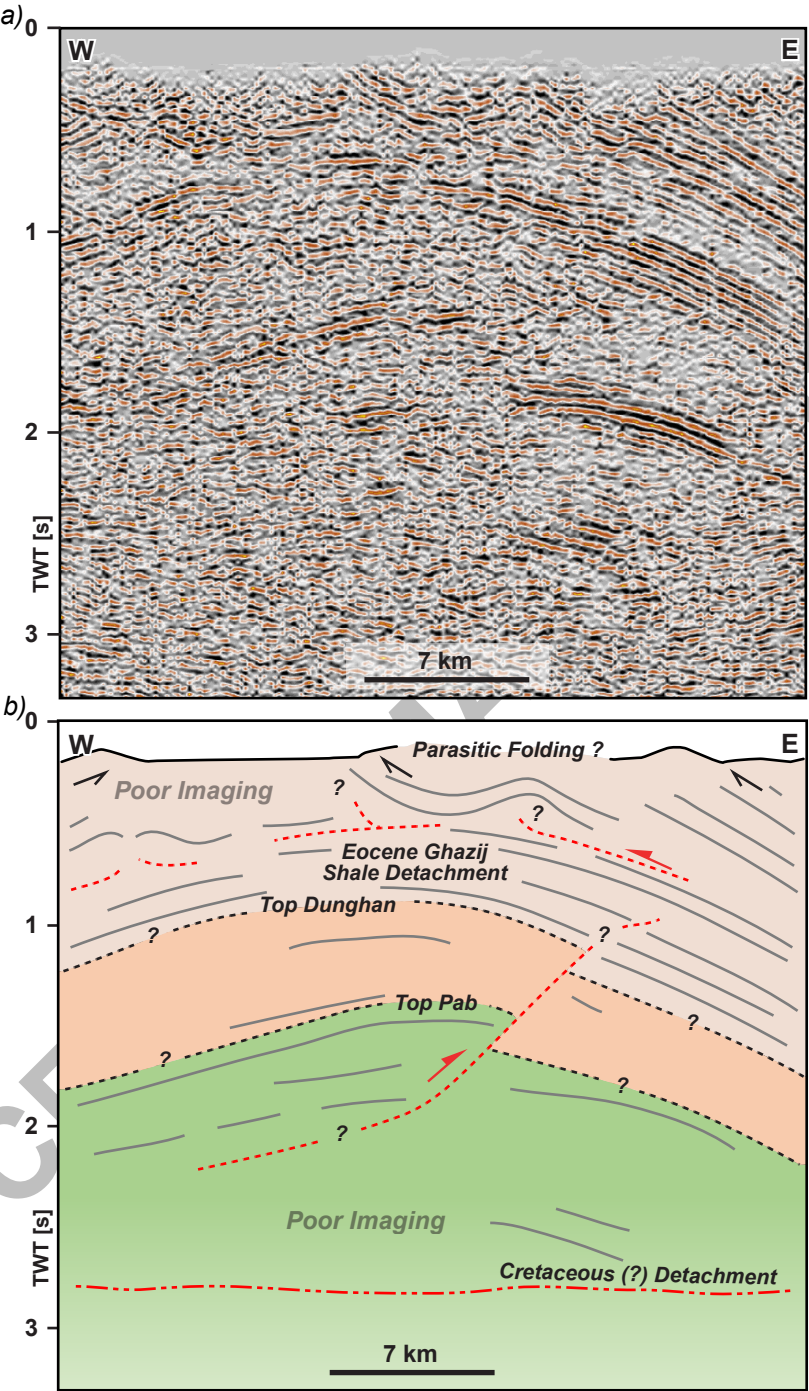 a)
0
W
E
1
2
TWT [s]
3
7 km
b)
0
W
E
Parasitic Folding ?
Poor Imaging
?
?
Eocene Ghazij
Shale Detachment
Top Dunghan
1
?
?
Top Pab
?
?
?
2
?
Poor Imaging
TWT [s]
Cretaceous (?) Detachment
3
7 km